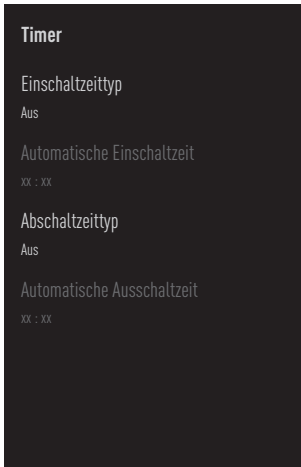 Timer
Einschaltzeittyp
Aus
Automatische Einschaltzeit
xx : xx
Abschaltzeittyp
Aus
Automatische Ausschaltzeit
xx : xx